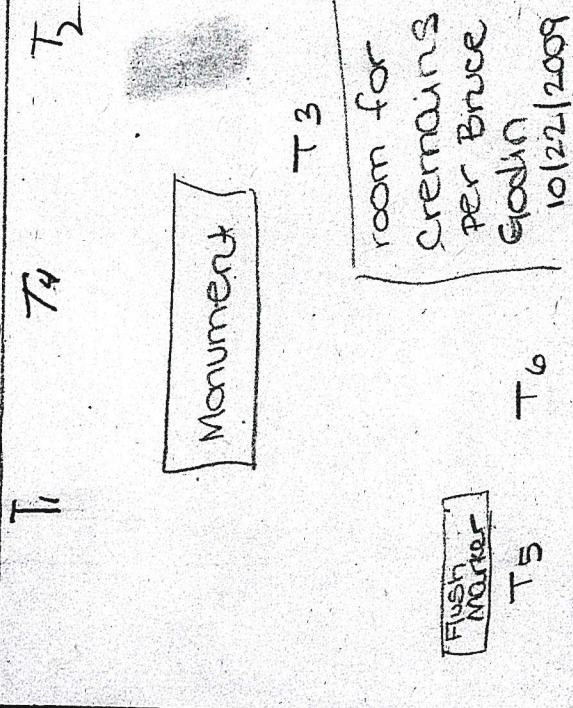 T1 T4 T2
Monument
T3
room for
cremains
per Bruce
Godin
10/22/2009
Flush
Marker
T5 T6